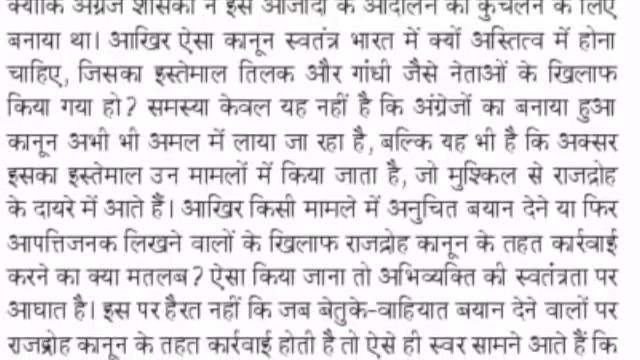 क्योंकि अंग्रेज शासकों ने इसे आजादी के आंदोलन को कुचलने के लिए
बनाया था। आखिर ऐसा कानून स्वतंत्र भारत में क्यों अस्तित्व में होना
चाहिए, जिसका इस्तेमाल तिलक और गांधी जैसे नेताओं के खिलाफ
किया गया हो? समस्या केवल यह नहीं है कि अंग्रेजों का बनाया हुआ
कानून अभी भी अमल में लाया जा रहा है, बल्कि यह भी है कि अक्सर
इसका इस्तेमाल उन मामलों में किया जाता है, जो मुश्किल से राजद्रोह
के दायरे में आते हैं। आखिर किसी मामले में अनुचित बयान देने या फिर
आपत्तिजनक लिखने वालों के खिलाफ राजद्रोह कानून के तहत कार्रवाई
करने का क्या मतलब? ऐसा किया जाना तो अभिव्यक्ति की स्वतंत्रता पर
आघात है। इस पर हैरत नहीं कि जब बेतुके-वाहियात बयान देने वालों पर
राजद्रोह कानून के तहत कार्रवाई होती है तो ऐसे ही स्वर सामने आते हैं कि